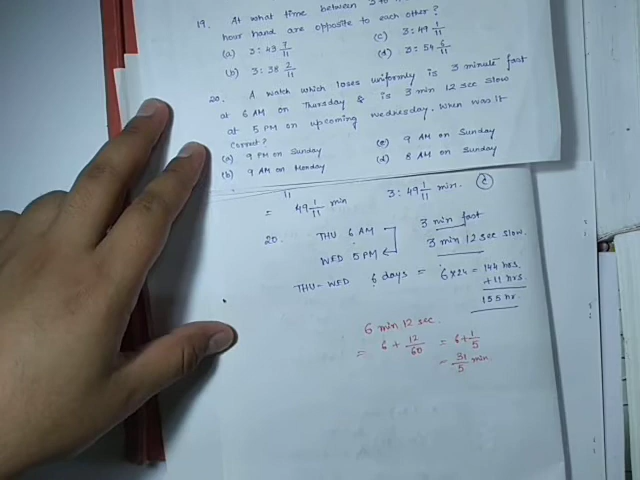 19. At what time between 3 to
hour hand are opposite to each other?
(a) 3:43 7/11 (c) 3:49 1/11
(b) 3:38 2/11 (d) 3:54 6/11
20. A watch which loses uniformly is 3 minute fast
at 6 AM on Thursday & is 3 min 12 sec slow
at 5 PM on upcoming wednesday. When was it
correct?
(a) 9 PM on Sunday (c) 9 AM on Sunday
(b) 9 AM on Monday (d) 8 AM on Sunday
11
= 49 1/11 min 3:49 1/11 min. (c)
20. THU 6 AM 3 min fast
WED 5 PM 3 min 12 sec slow.
THU-WED 6 days = 6x24 = 144 hrs.
+11 hrs.
155 hr.
6 min 12 sec.
= 6 + 12/60 = 6+1/5
= 31/5 min.